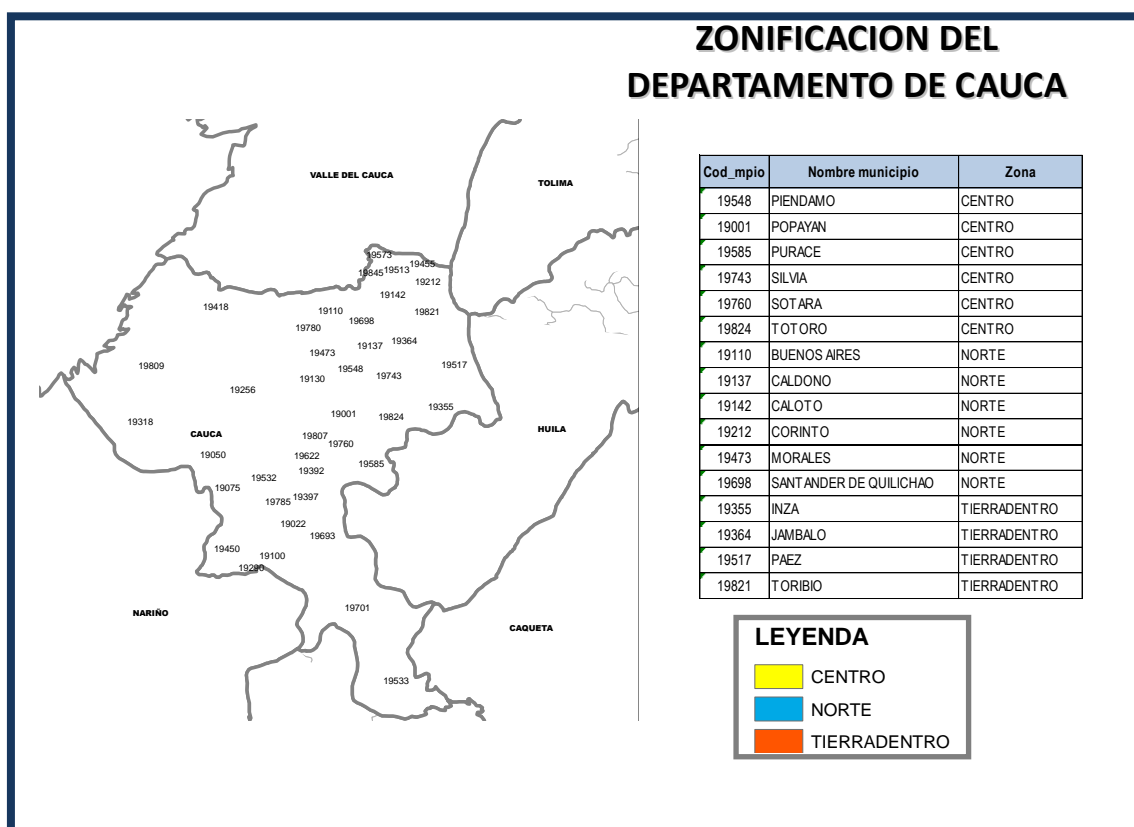 ZONIFICACION DEL
DEPARTAMENTO DE CAUCA
VALLE DEL CAUCA
TOLIMA
19573
19845 19513 19455
19212
19142
19418
19110
19821
19698
19780
19137
19364
19473
19809
19548
19517
19130
19743
19256
19001
19824
19355
19318
CAUCA
19807
19760
HUILA
19050
19622
19585
19392
19532
19075
19785
19397
19022
19693
19450
19100
19290
NARIÑO
19701
CAQUETA
19533
Cod_mpio Nombre municipio Zona
19548 PIENDAMO CENTRO
19001 POPAYAN CENTRO
19585 PURACE CENTRO
19743 SILVIA CENTRO
19760 SOTARA CENTRO
19824 TOTORO CENTRO
19110 BUENOS AIRES NORTE
19137 CALDONO NORTE
19142 CALOTO NORTE
19212 CORINTO NORTE
19473 MORALES NORTE
19698 SANTANDER DE QUILICHAO NORTE
19355 INZA TIERRADENTRO
19364 JAMBALO TIERRADENTRO
19517 PAEZ TIERRADENTRO
19821 TORIBIO TIERRADENTRO
LEYENDA
CENTRO
NORTE
TIERRADENTRO